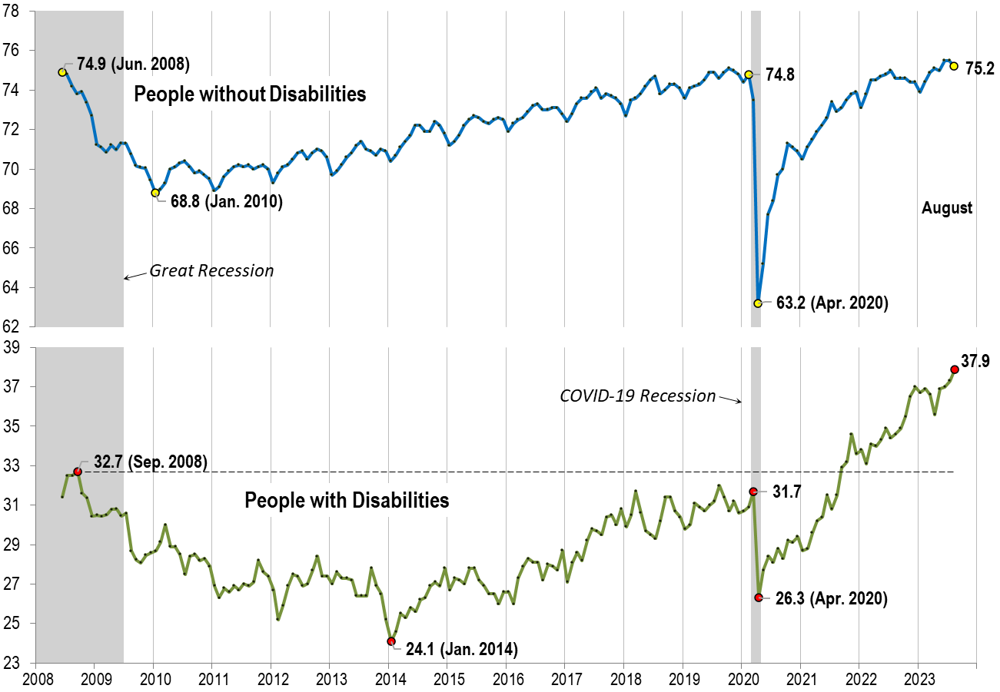 78
76
74
72
70
68
66
64
62
74.9 (Jun. 2008)
People without Disabilities
68.8 (Jan. 2010)
Great Recession
74.8
75.2
August
63.2 (Apr. 2020)
39
37
35
33
31
29
27
25
23
37.9
COVID-19 Recession
32.7 (Sep. 2008)
People with Disabilities
31.7
26.3 (Apr. 2020)
24.1 (Jan. 2014)
2008 2009 2010 2011 2012 2013 2014 2015 2016 2017 2018 2019 2020 2021 2022 2023